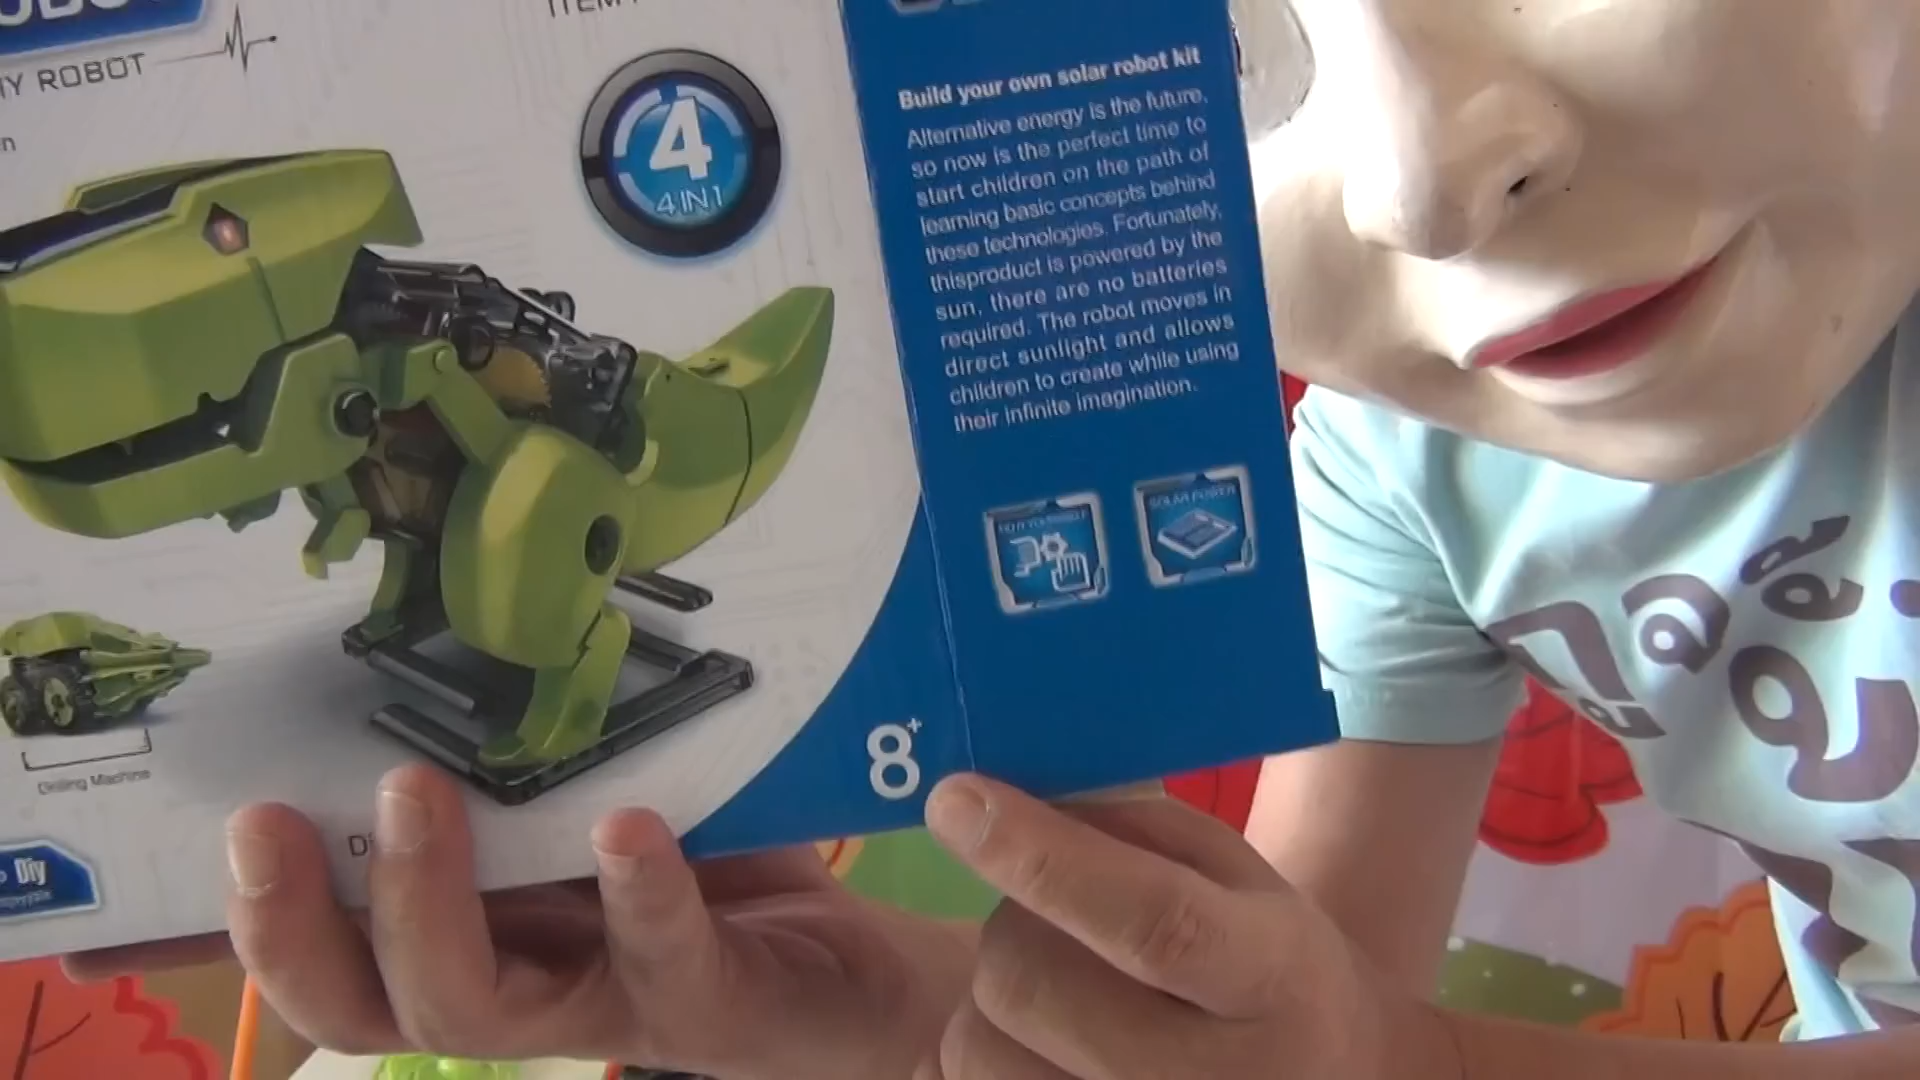 MY ROBOT
4
4 IN 1
Drilling Machine
Diy
8+
Build your own solar robot kit
Alternative energy is the future,
so now is the perfect time to
start children on the path of
learning basic concepts behind
these technologies. Fortunately,
thisproduct is powered by the
sun, there are no batteries
required. The robot moves in
direct sunlight and allows
children to create while using
their infinite imagination.
DO IT YOURSELF
SOLAR POWER